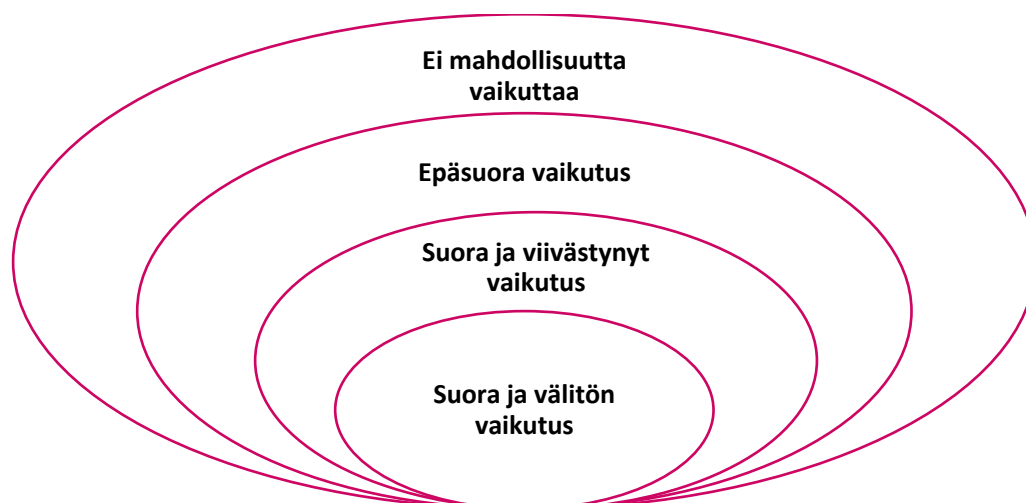 Ei mahdollisuutta
vaikuttaa
Epäsuora vaikutus
Suora ja viivästynyt
vaikutus
Suora ja välitön
vaikutus